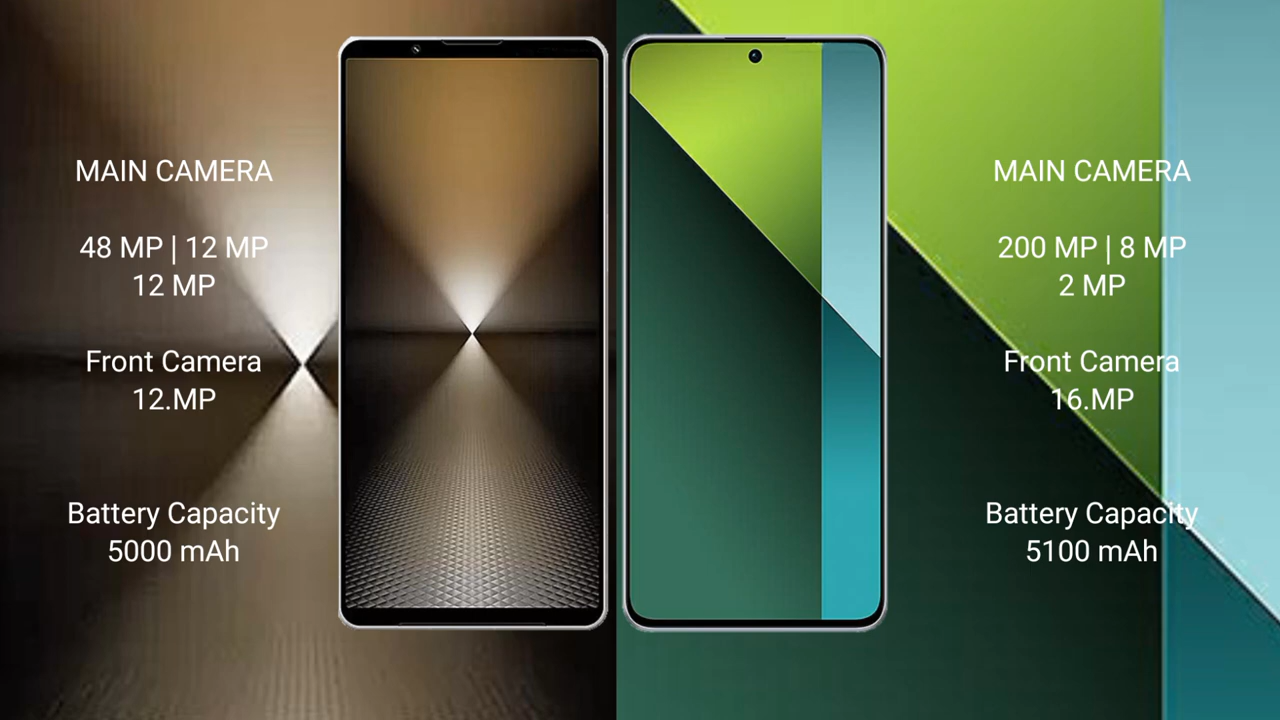 MAIN CAMERA
48 MP | 12 MP
12 MP
Front Camera
12.MP
Battery Capacity
5000 mAh
MAIN CAMERA
200 MP | 8 MP
2 MP
Front Camera
16.MP
Battery Capacity
5100 mAh